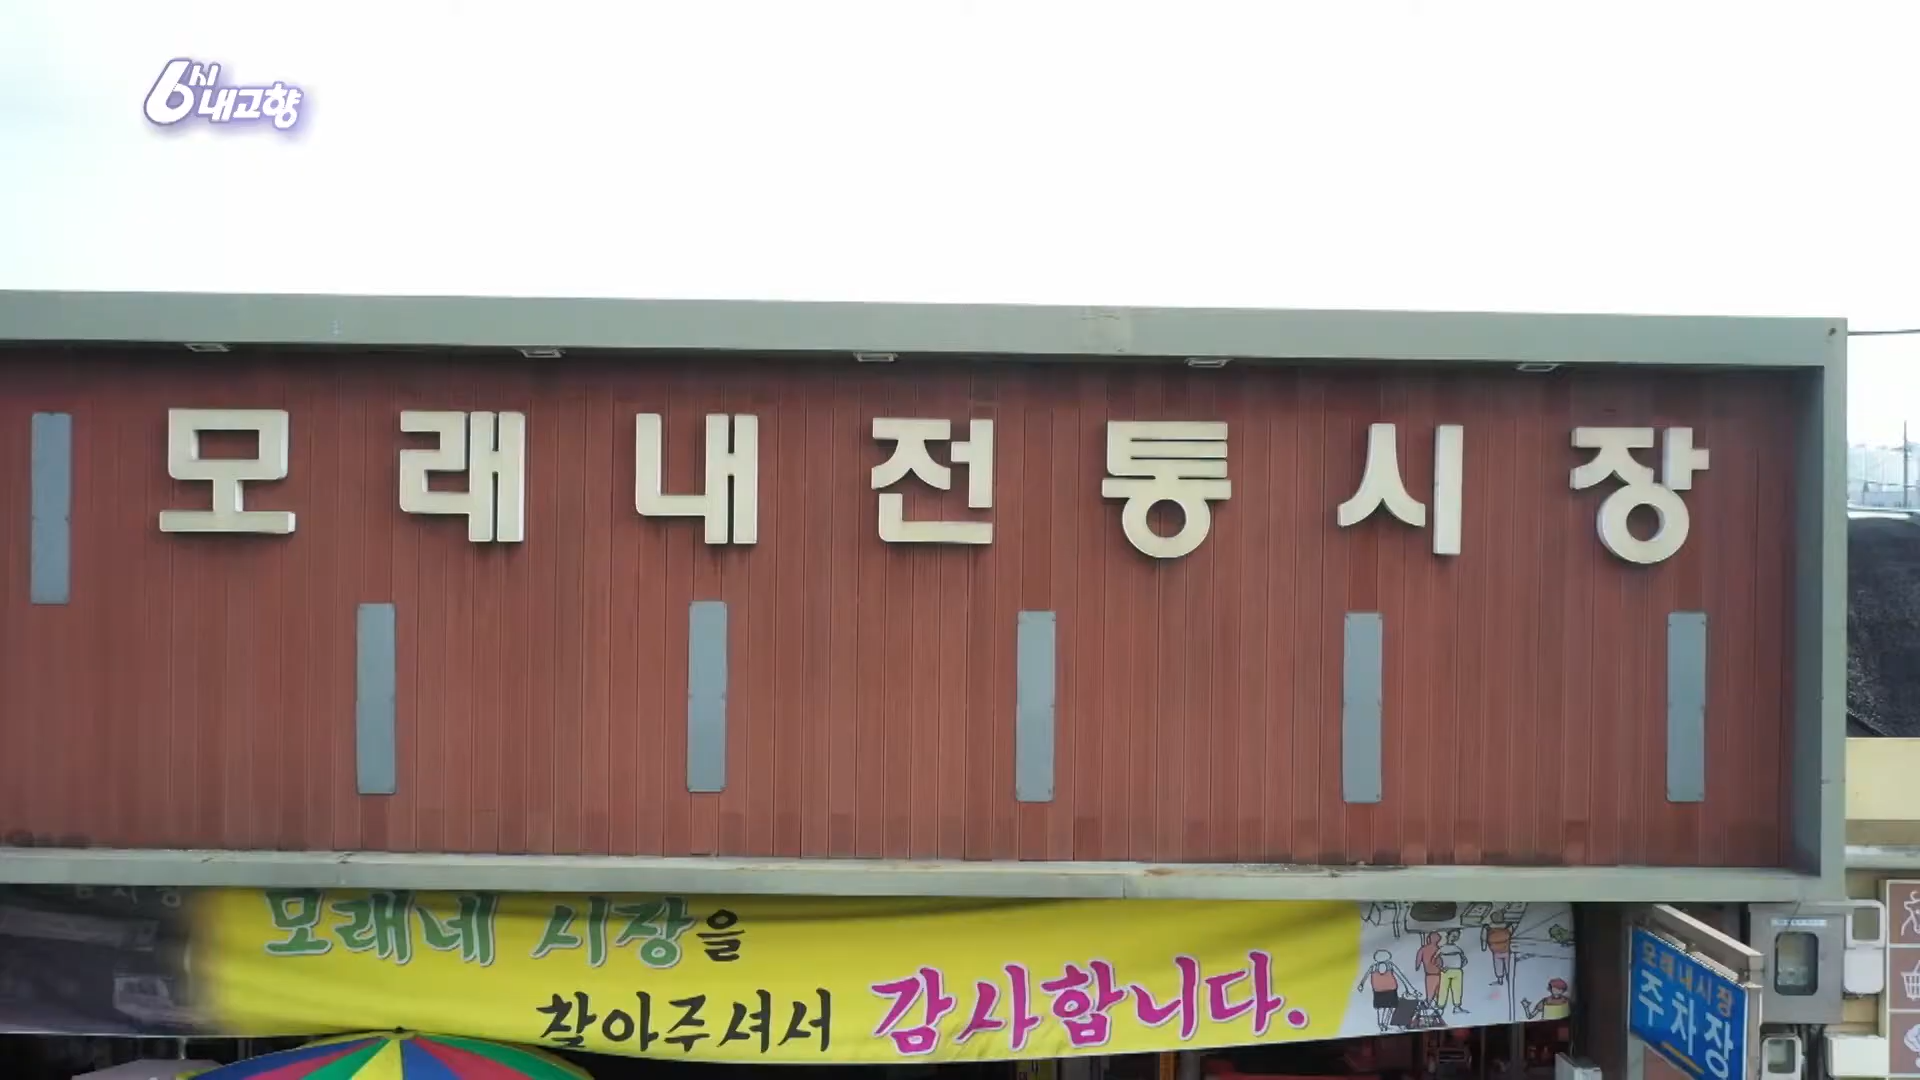 6시내고향
모래내전통시장
모래네 시장을
찾아주셔서 감사합니다.
모래내시장
주차장